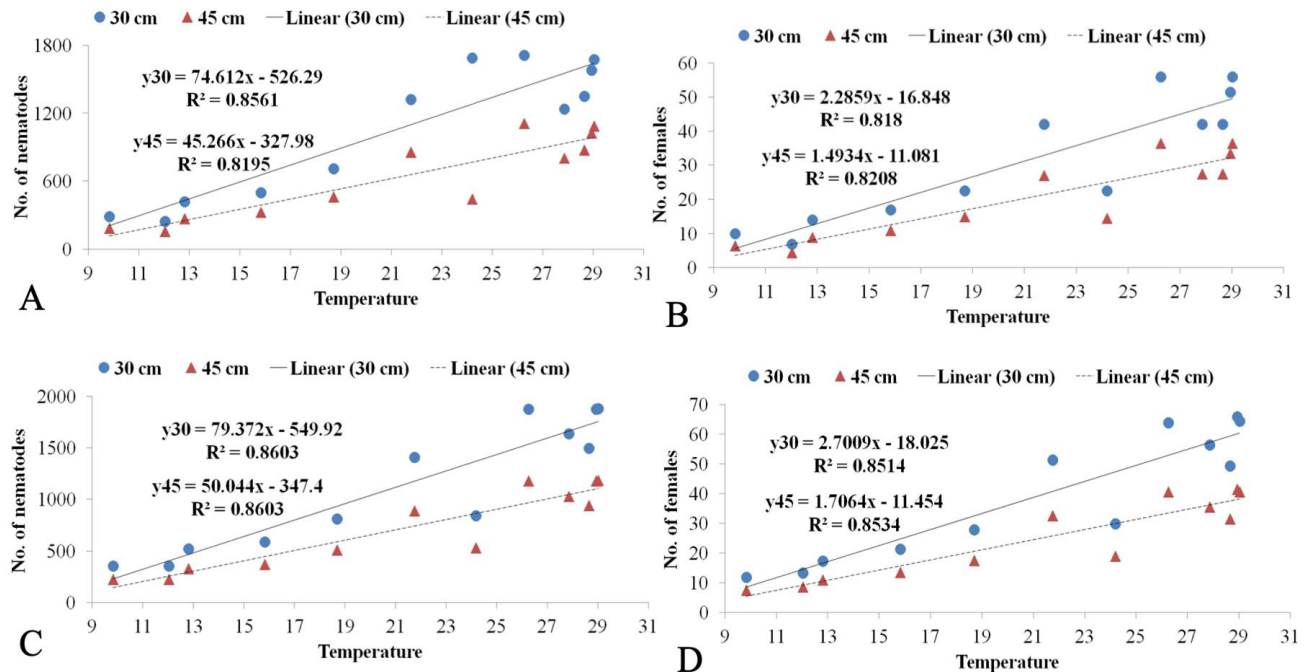 30 cm 45 cm Linear (30 cm) Linear (45 cm)
1800
1200
600
0
No. of nematodes
y30 = 74.612x - 526.29
R² = 0.8561
y45 = 45.266x - 327.98
R² = 0.8195
9 11 13 15 17 19 21 23 25 27 29 31
Temperature
A
30 cm 45 cm Linear (30 cm) Linear (45 cm)
60
50
40
30
20
10
0
No. of females
y30 = 2.2859x - 16.848
R² = 0.818
y45 = 1.4934x - 11.081
R² = 0.8208
9 11 13 15 17 19 21 23 25 27 29 31
Temperature
B
30 cm 45 cm Linear (30 cm) Linear (45 cm)
2000
1500
1000
500
0
No. of nematodes
y30 = 79.372x - 549.92
R² = 0.8603
y45 = 50.044x - 347.4
R² = 0.8603
9 11 13 15 17 19 21 23 25 27 29 31
Temperature
C
30 cm 45 cm Linear (30 cm) Linear (45 cm)
70
60
50
40
30
20
10
0
No. of females
y30 = 2.7009x - 18.025
R² = 0.8514
y45 = 1.7064x - 11.454
R² = 0.8534
9 11 13 15 17 19 21 23 25 27 29 31
Temperature
D